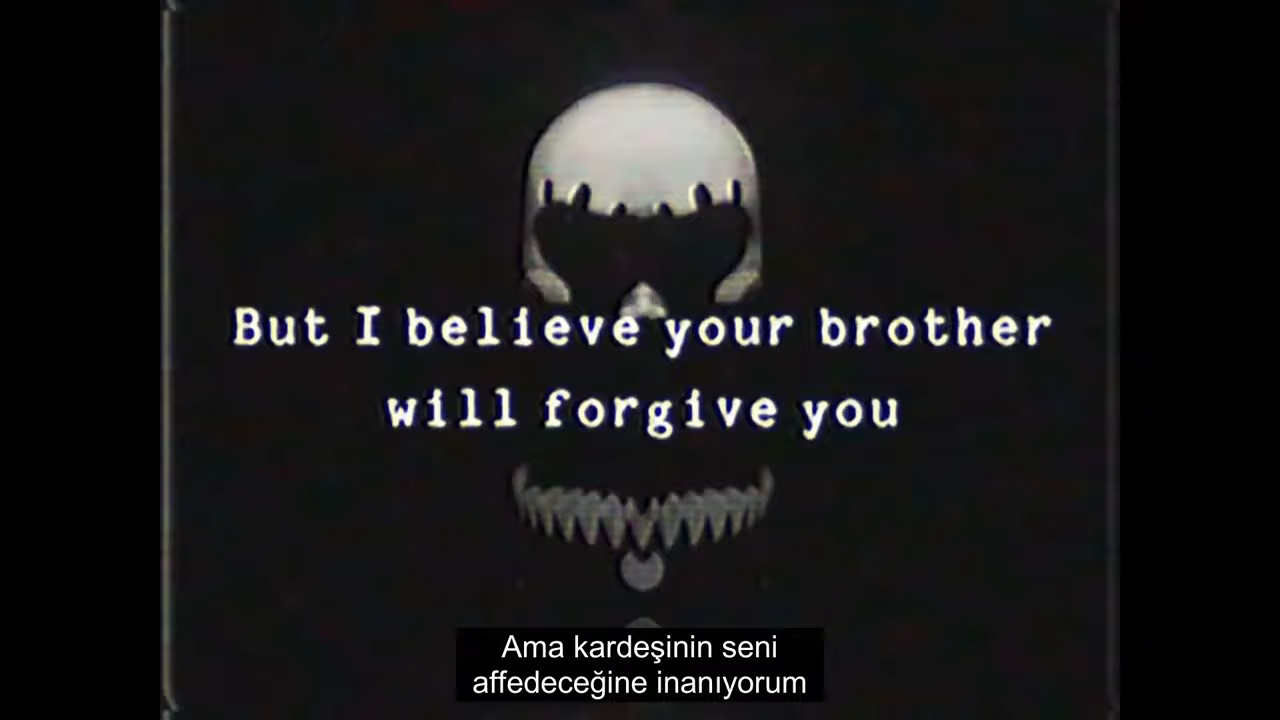 But I believe your brother
will forgive you
Ama kardeşinin seni
affedeceğine inanıyorum